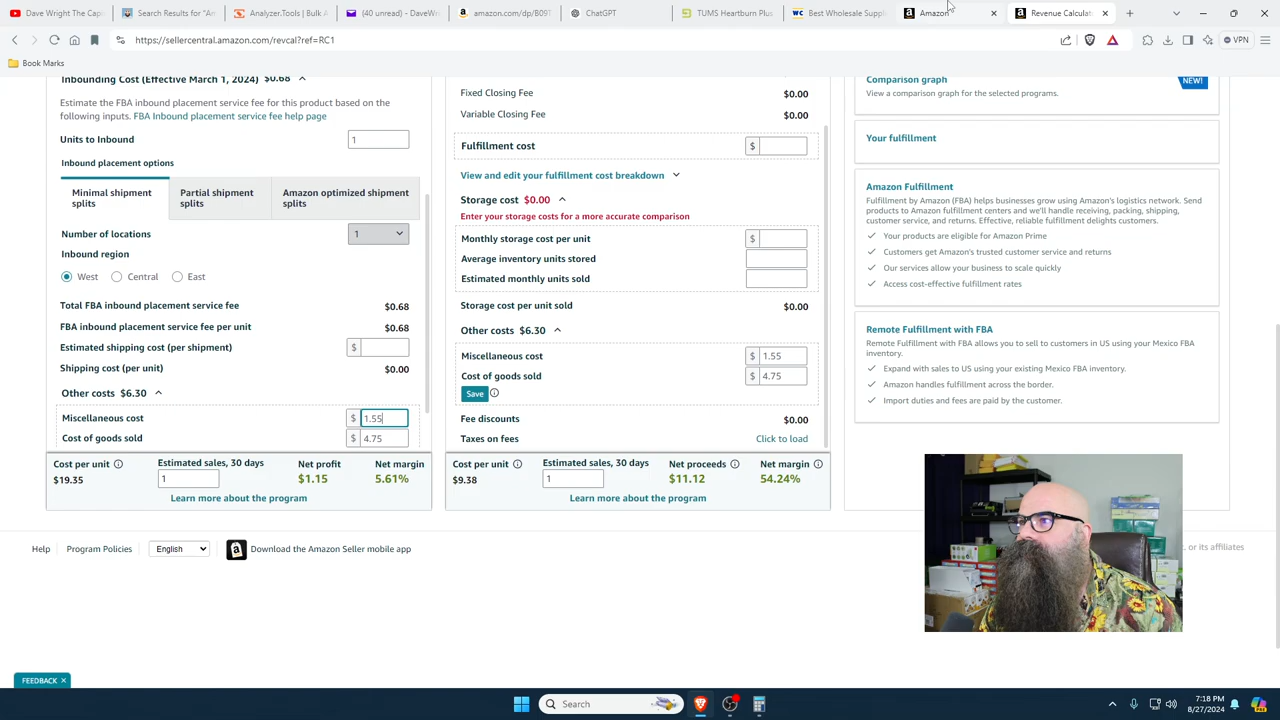 Dave Wright The Cap
Search Results for "An
Analyzer.Tools | Bulk A
(40 unread) - DaveWr
amazon.com/dp/B091
ChatGPT
TUMS Heartburn Plus
Best Wholesale Suppl
Amazon
Revenue Calculat
https://sellercentral.amazon.com/revcal?ref=RC1
VPN
Book Marks
Inbounding Cost (Effective March 1, 2024) $0.68
Estimate the FBA inbound placement service fee for this product based on the
following inputs. FBA Inbound placement service fee help page
Units to Inbound 1
Inbound placement options
Minimal shipment
splits
Partial shipment
splits
Amazon optimized shipment
splits
Number of locations 1
Inbound region
West Central East
Total FBA inbound placement service fee $0.68
FBA inbound placement service fee per unit $0.68
Estimated shipping cost (per shipment) $
Shipping cost (per unit) $0.00
Other costs $6.30
Miscellaneous cost $ 1.55
Cost of goods sold $ 4.75
Cost per unit
$19.35
Estimated sales, 30 days
1
Net profit
$1.15
Net margin
5.61%
Learn more about the program
Fixed Closing Fee $0.00
Variable Closing Fee $0.00
Fulfillment cost $
View and edit your fulfillment cost breakdown
Storage cost $0.00
Enter your storage costs for a more accurate comparison
Monthly storage cost per unit $
Average inventory units stored
Estimated monthly units sold
Storage cost per unit sold $0.00
Other costs $6.30
Miscellaneous cost $ 1.55
Cost of goods sold $ 4.75
Save
Fee discounts $0.00
Taxes on fees Click to load
Cost per unit
$9.38
Estimated sales, 30 days
1
Net proceeds
$11.12
Net margin
54.24%
Learn more about the program
Comparison graph
NEW!
View a comparison graph for the selected programs.
Your fulfillment
Amazon Fulfillment
Fulfillment by Amazon (FBA) helps businesses grow using Amazon's logistics network. Send
products to Amazon fulfillment centers and we'll handle receiving, packing, shipping,
customer service, and returns. Effective, reliable fulfillment delights customers.
Your products are eligible for Amazon Prime
Customers get Amazon's trusted customer service and returns
Our services allow your business to scale quickly
Access cost-effective fulfillment rates
Remote Fulfillment with FBA
Remote Fulfillment with FBA allows you to sell to customers in US using your Mexico FBA
inventory.
Expand with sales to US using your existing Mexico FBA inventory.
Amazon handles fulfillment across the border.
Import duties and fees are paid by the customer.
Help
Program Policies
English
Download the Amazon Seller mobile app
, or its affiliates
FEEDBACK ×
Search
7:18 PM
8/27/2024